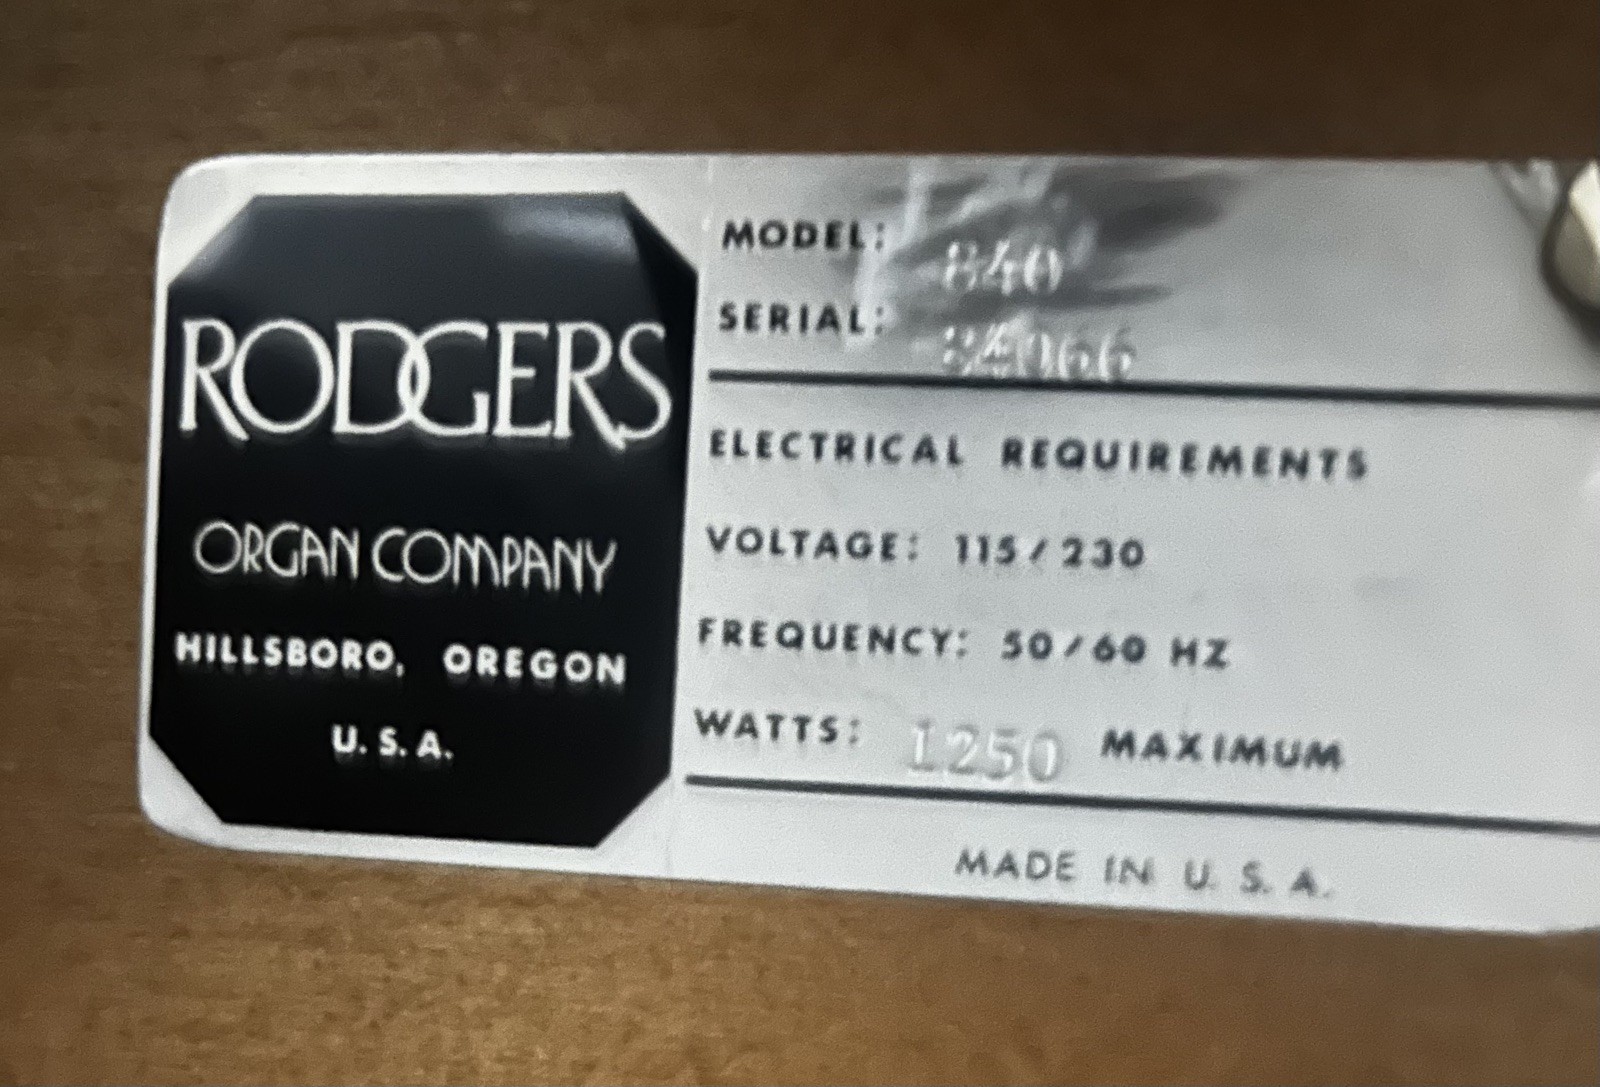 RODGERS
ORGAN COMPANY
HILLSBORO, OREGON
U. S. A.
MODEL: 840
SERIAL:
ELECTRICAL REQUIREMENTS
VOLTAGE: 115/230
FREQUENCY: 50/60 HZ
WATTS: 1250 MAXIMUM
MADE IN U. S. A.